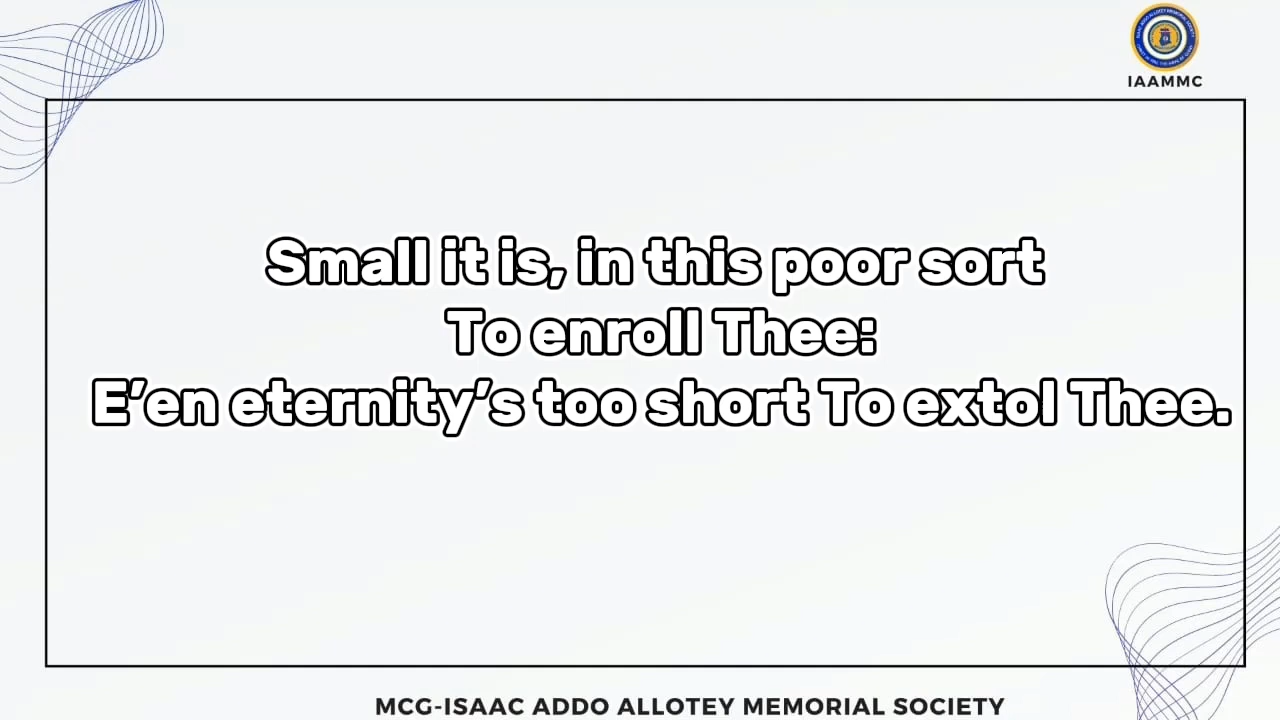 IAAMMC
Small it is, in this poor sort
To enroll Thee:
E’en eternity’s too short To extol Thee.
MCG-ISAAC ADDO ALLOTEY MEMORIAL SOCIETY